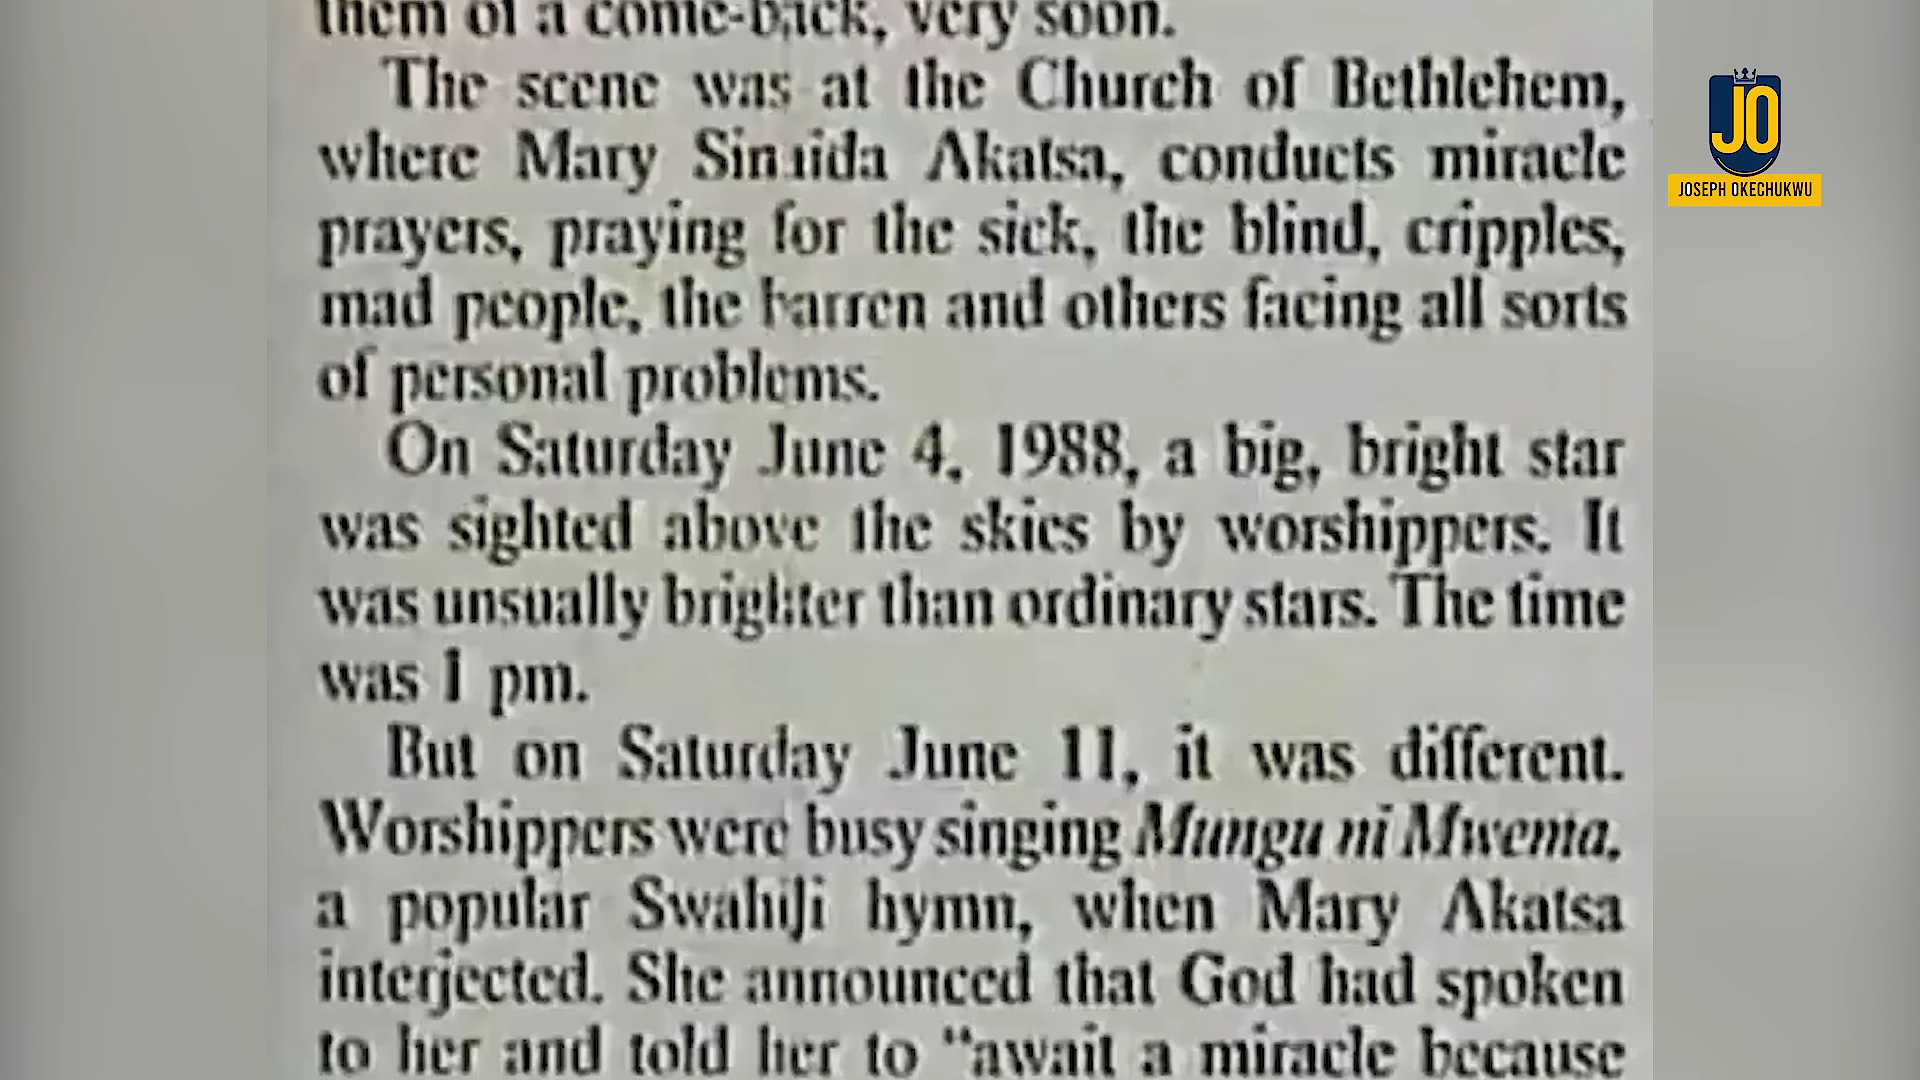 them of a come-back, very soon.
The scene was at the Church of Bethlehem,
where Mary Sinaida Akatsa, conducts miracle
prayers, praying for the sick, the blind, cripples,
mad people, the barren and others facing all sorts
of personal problems.
On Saturday June 4, 1988, a big, bright star
was sighted above the skies by worshippers. It
was unsually brighter than ordinary stars. The time
was 1 pm.
But on Saturday June 11, it was different.
Worshippers were busy singing Mungu ni Mwema,
a popular Swahili hymn, when Mary Akatsa
interjected. She announced that God had spoken
to her and told her to "await a miracle because
JO
JOSEPH OKECHUKWU